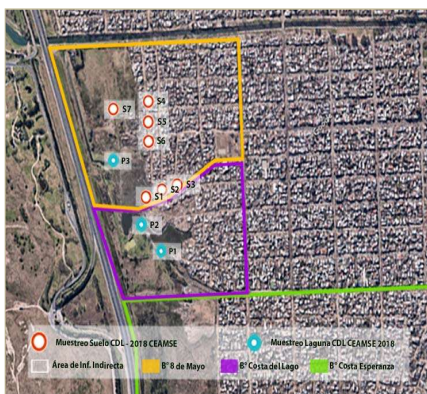 S4
S7
S5
S6
P3
S3
S2
S1
P2
P1
Muestreo Suelo CDL - 2018 CEAMSE
Muestreo Laguna CDL CEAMSE 2018
Área de Inf. Indirecta
B° 8 de Mayo
B° Costa del Lago
B° Costa Esperanza